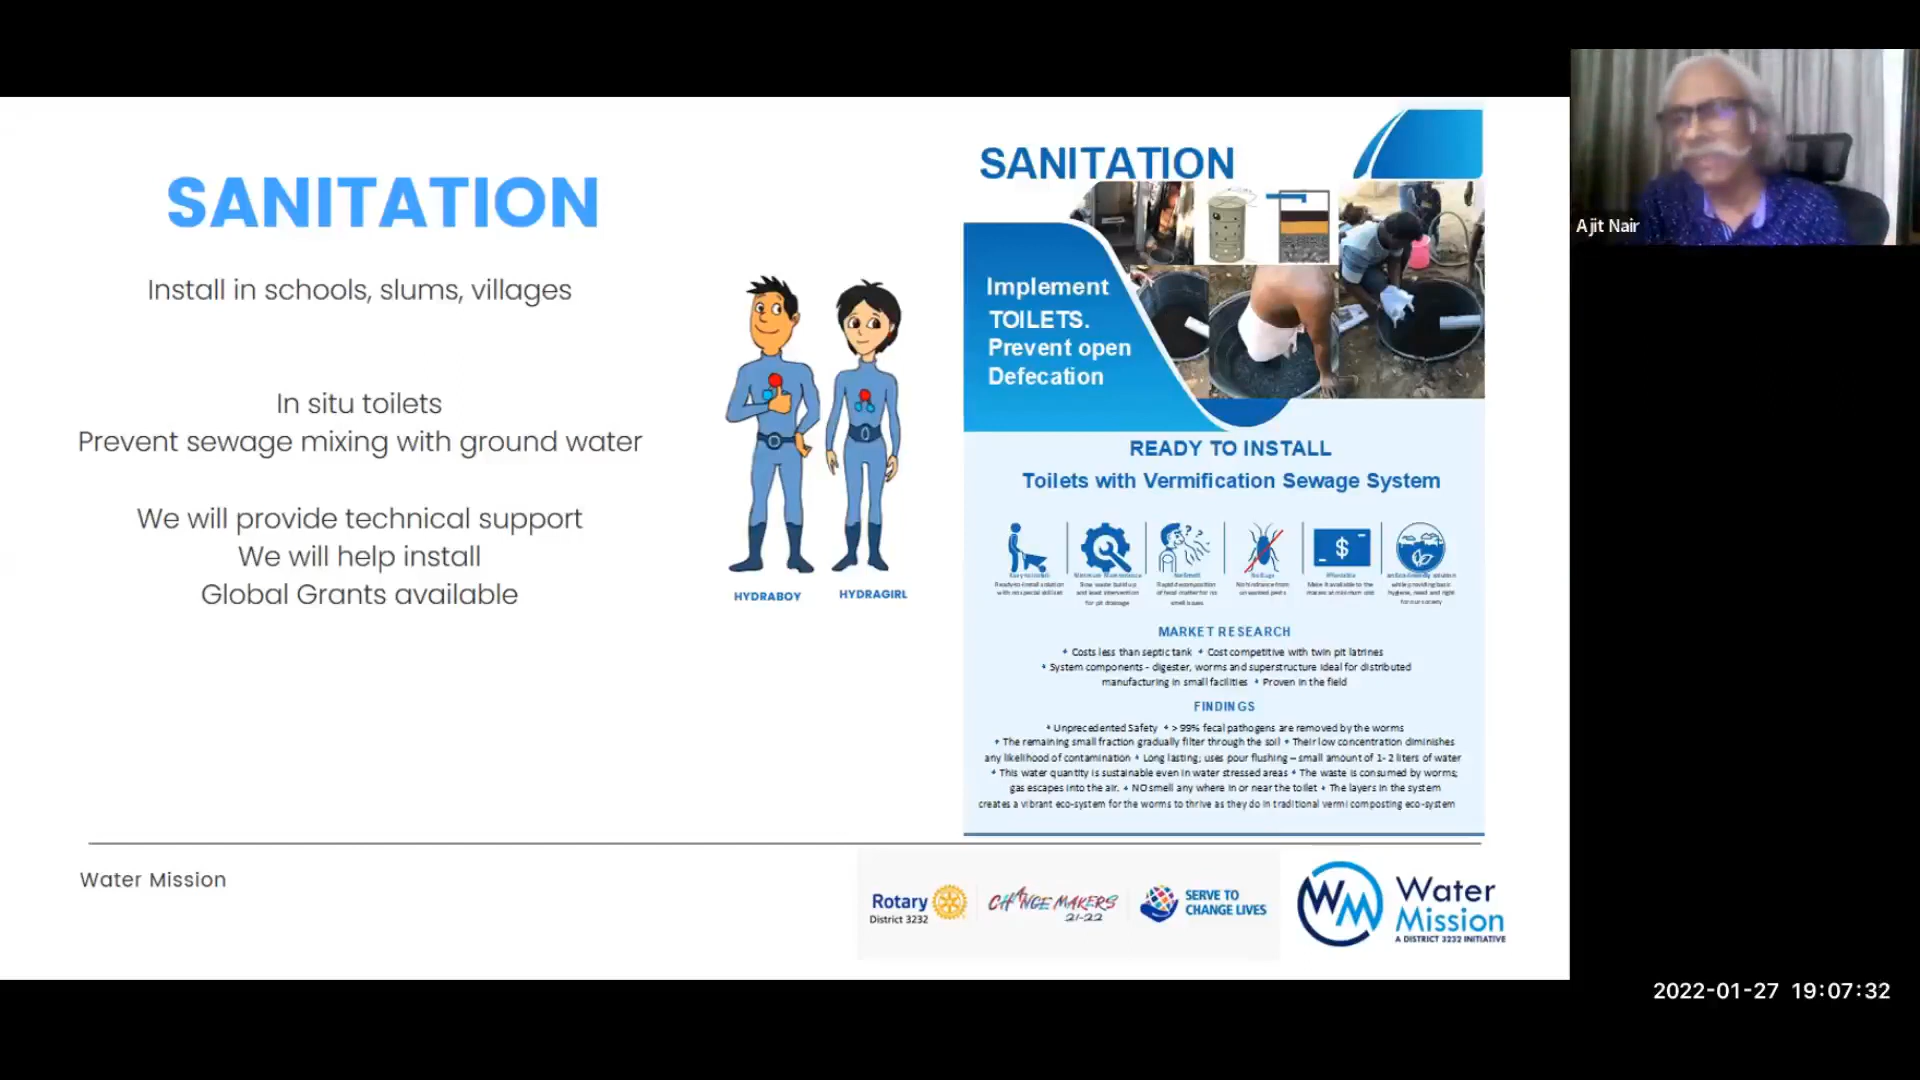 SANITATION
Install in schools, slums, villages
In situ toilets
Prevent sewage mixing with ground water
We will provide technical support
We will help install
Global Grants available
HYDRABOY
HYDRAGIRL
SANITATION
Implement
TOILETS.
Prevent open
Defecation
READY TO INSTALL
Toilets with Vermification Sewage System
$
MARKET RESEARCH
+ Costs less than septic tank + Cost competitive with twin pit latrines
+ System components - digester, worms and superstructure ideal for distributed
manufacturing in small facilities + Proven in the field
FINDINGS
+ Unprecedented Safety + > 99% fecal pathogens are removed by the worms
+ The remaining small fraction gradually filter through the soil + Their low concentration diminishes
any likelihood of contamination + Long lasting; uses pour flushing – small amount of 1- 2 liters of water
+ This water quantity is sustainable even in water stressed areas + The waste is consumed by worms;
gas escapes into the air. + NO smell any where in or near the toilet + The layers in the system
creates a vibrant eco-system for the worms to thrive as they do in traditional vermi composting eco-system
Water Mission
Rotary
District 3232
CHANGE MAKERS
21-22
SERVE TO
CHANGE LIVES
WM
Water
Mission
A DISTRICT 3232 INITIATIVE
Ajit Nair
2022-01-27 19:07:32